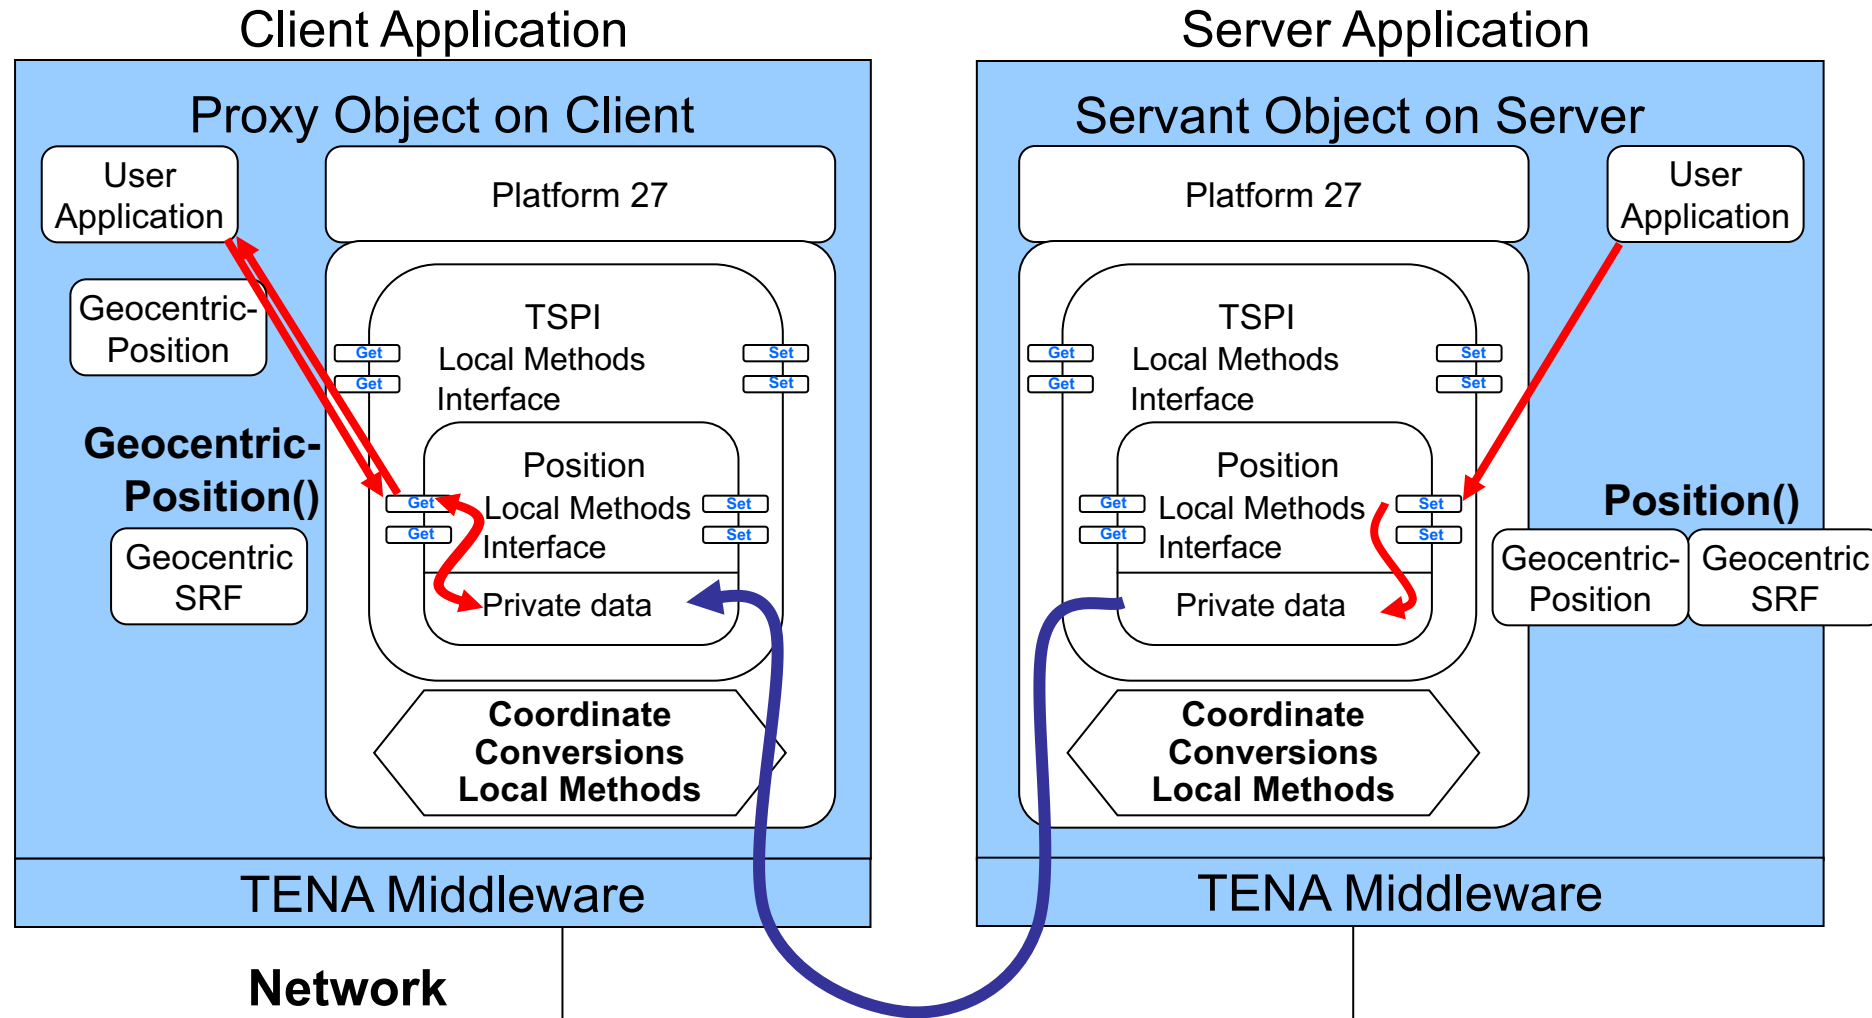 Client Application
Proxy Object on Client
User
Application
Platform 27
Geocentric-
Position
TSPI
Local Methods
Interface
Get
Get
Set
Set
Geocentric-
Position()
Position
Local Methods
Interface
Get
Get
Set
Set
Geocentric
SRF
Private data
Coordinate
Conversions
Local Methods
TENA Middleware
Network
Server Application
Servant Object on Server
Platform 27
User
Application
TSPI
Local Methods
Interface
Get
Get
Set
Set
Position
Local Methods
Interface
Get
Get
Set
Set
Position()
Geocentric-
Position
Geocentric
SRF
Private data
Coordinate
Conversions
Local Methods
TENA Middleware